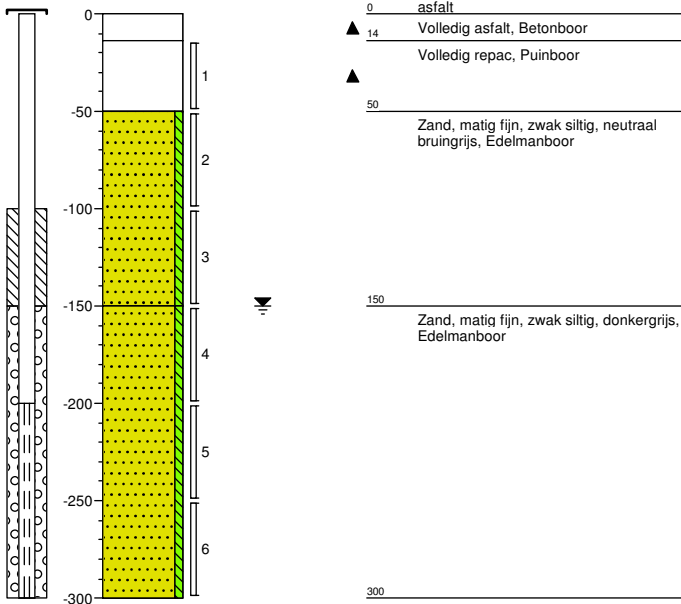 0
-50
-100
-150
-200
-250
-300
1
2
3
4
5
6
0
asfalt
Volledig asfalt, Betonboor
14
Volledig repac, Puinboor
50
Zand, matig fijn, zwak siltig, neutraal
bruingrijs, Edelmanboor
150
Zand, matig fijn, zwak siltig, donkergrijs,
Edelmanboor
300